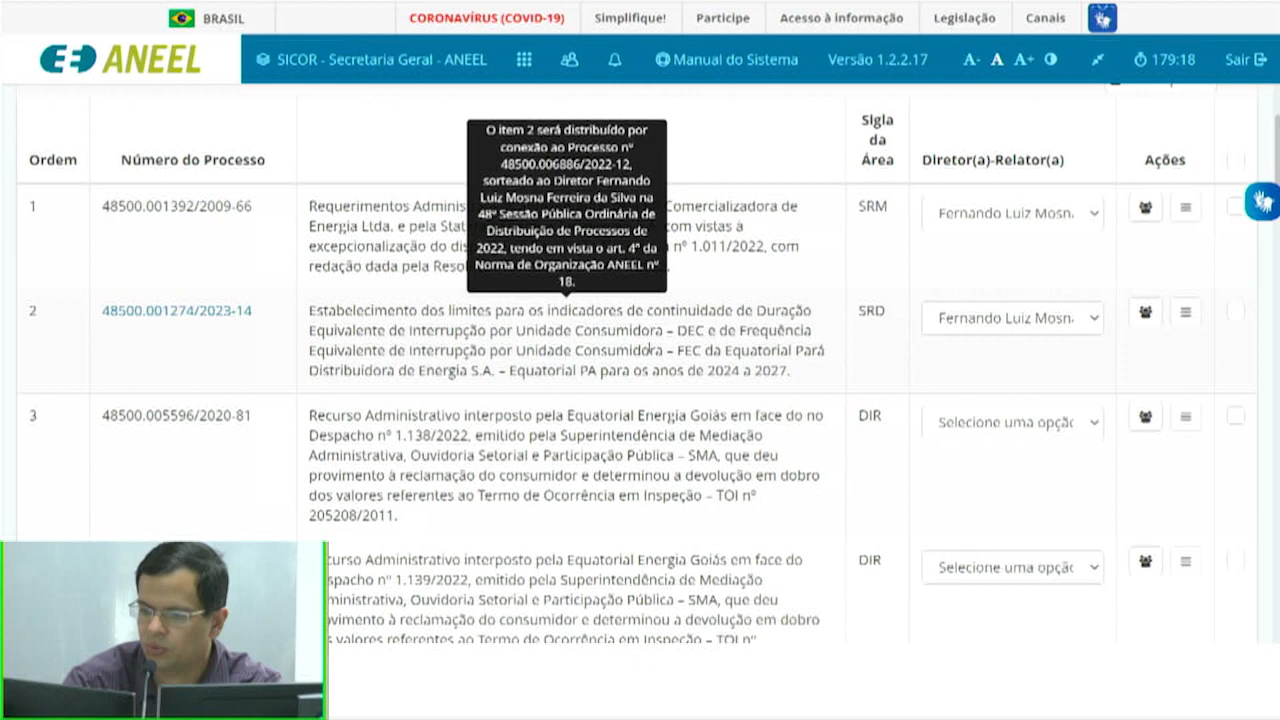 BRASIL
CORONAVÍRUS (COVID-19)
Simplifique!
Participe
Acesso à informação
Legislação
Canais
ANEEL
SICOR - Secretaria Geral - ANEEL
Manual do Sistema
Versão 1.2.2.17
A-
A
A+
179:18
Sair
Ordem
Número do Processo
Sigla
da
Área
Diretor(a)-Relator(a)
Ações
O item 2 será distribuído por
conexão ao Processo nº
48500.006886/2022-12,
sorteado ao Diretor Fernando
Luiz Mosna Ferreira da Silva na
48ª Sessão Pública Ordinária de
Distribuição de Processos de
2022, tendo em vista o art. 4º da
Norma de Organização ANEEL nº
18.
1
48500.001392/2009-66
Requerimentos Adminis
Comercializadora de
Energia Ltda. e pela Stat
com vistas à
excepcionalização do dis
nº 1.011/2022, com
redação dada pela Reso
SRM
Fernando Luiz Mosn
2
48500.001274/2023-14
Estabelecimento dos limites para os indicadores de continuidade de Duração
Equivalente de Interrupção por Unidade Consumidora – DEC e de Frequência
Equivalente de Interrupção por Unidade Consumidora – FEC da Equatorial Pará
Distribuidora de Energia S.A. – Equatorial PA para os anos de 2024 a 2027.
SRD
Fernando Luiz Mosn
3
48500.005596/2020-81
Recurso Administrativo interposto pela Equatorial Energia Goiás em face do no
Despacho nº 1.138/2022, emitido pela Superintendência de Mediação
Administrativa, Ouvidoria Setorial e Participação Pública – SMA, que deu
provimento à reclamação do consumidor e determinou a devolução em dobro
dos valores referentes ao Termo de Ocorrência em Inspeção – TOI nº
205208/2011.
DIR
Selecione uma opçã
curso Administrativo interposto pela Equatorial Energia Goiás em face do
spacho nº 1.139/2022, emitido pela Superintendência de Mediação
ministrativa, Ouvidoria Setorial e Participação Pública – SMA, que deu
vimento à reclamação do consumidor e determinou a devolução em dobro
s valores referentes ao Termo de Ocorrência em Inspeção – TOI nº
DIR
Selecione uma opçã